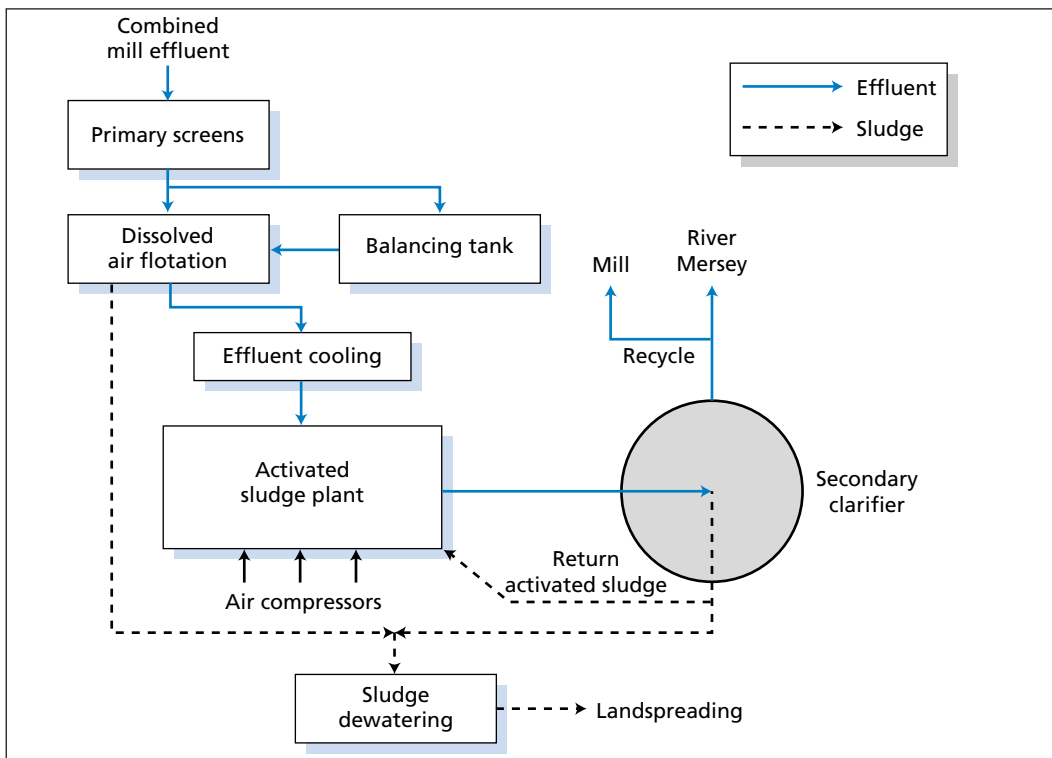 Combined
mill effluent
Effluent
Sludge
Primary screens
Dissolved
air flotation
Balancing tank
Mill
River
Mersey
Recycle
Effluent cooling
Activated
sludge plant
Secondary
clarifier
Return
activated sludge
Air compressors
Sludge
dewatering
Landspreading